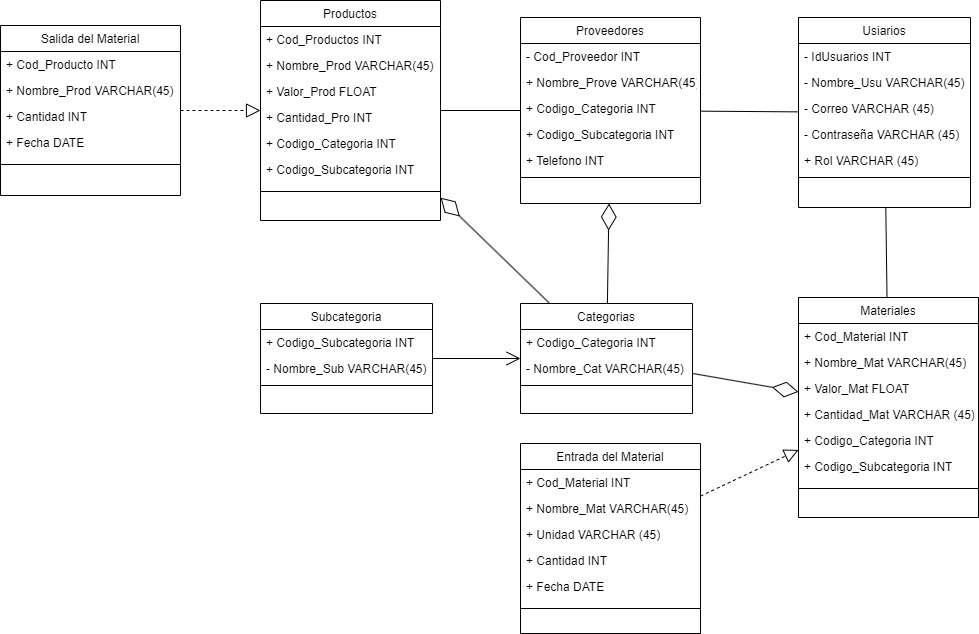 Salida del Material
+ Cod_Producto INT
+ Nombre_Prod VARCHAR(45)
+ Cantidad INT
+ Fecha DATE
Productos
+ Cod_Productos INT
+ Nombre_Prod VARCHAR(45)
+ Valor_Prod FLOAT
+ Cantidad_Pro INT
+ Codigo_Categoria INT
+ Codigo_Subcategoria INT
Proveedores
- Cod_Proveedor INT
+ Nombre_Prove VARCHAR(45
+ Codigo_Categoria INT
+ Codigo_Subcategoria INT
+ Telefono INT
Usiarios
- IdUsuarios INT
- Nombre_Usu VARCHAR(45)
- Correo VARCHAR (45)
- Contraseña VARCHAR (45)
+ Rol VARCHAR (45)
Subcategoria
+ Codigo_Subcategoria INT
- Nombre_Sub VARCHAR(45)
Categorias
+ Codigo_Categoria INT
- Nombre_Cat VARCHAR(45)
Materiales
+ Cod_Material INT
+ Nombre_Mat VARCHAR(45)
+ Valor_Mat FLOAT
+ Cantidad_Mat VARCHAR (45)
+ Codigo_Categoria INT
+ Codigo_Subcategoria INT
Entrada del Material
+ Cod_Material INT
+ Nombre_Mat VARCHAR(45)
+ Unidad VARCHAR (45)
+ Cantidad INT
+ Fecha DATE